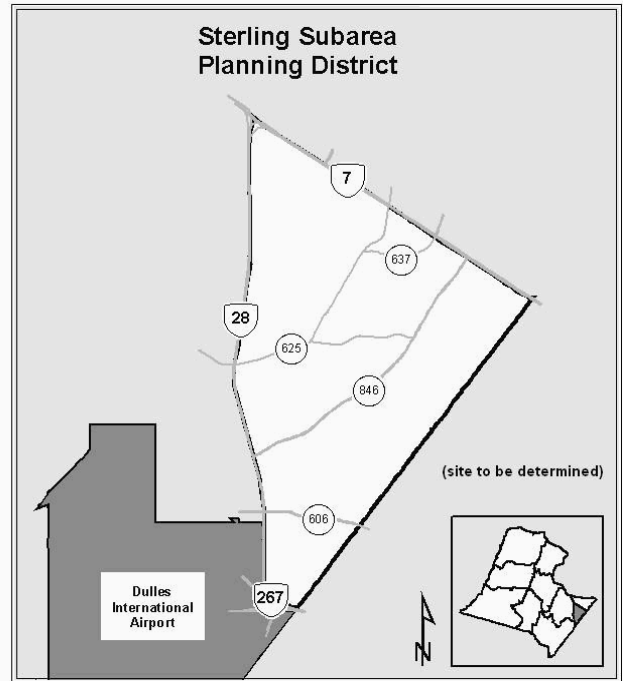 Sterling Subarea
Planning District
7
637
28
625
846
(site to be determined)
606
Dulles
International
Airport
267
N